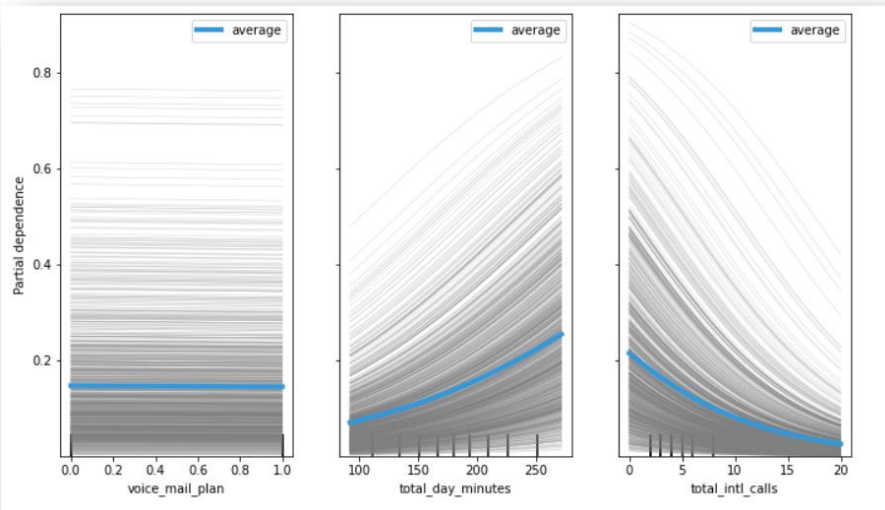 average
average
average
Partial dependence
0.8
0.6
0.4
0.2
0.0 0.2 0.4 0.6 0.8 1.0
voice_mail_plan
100 150 200 250
total_day_minutes
0 5 10 15 20
total_intl_calls